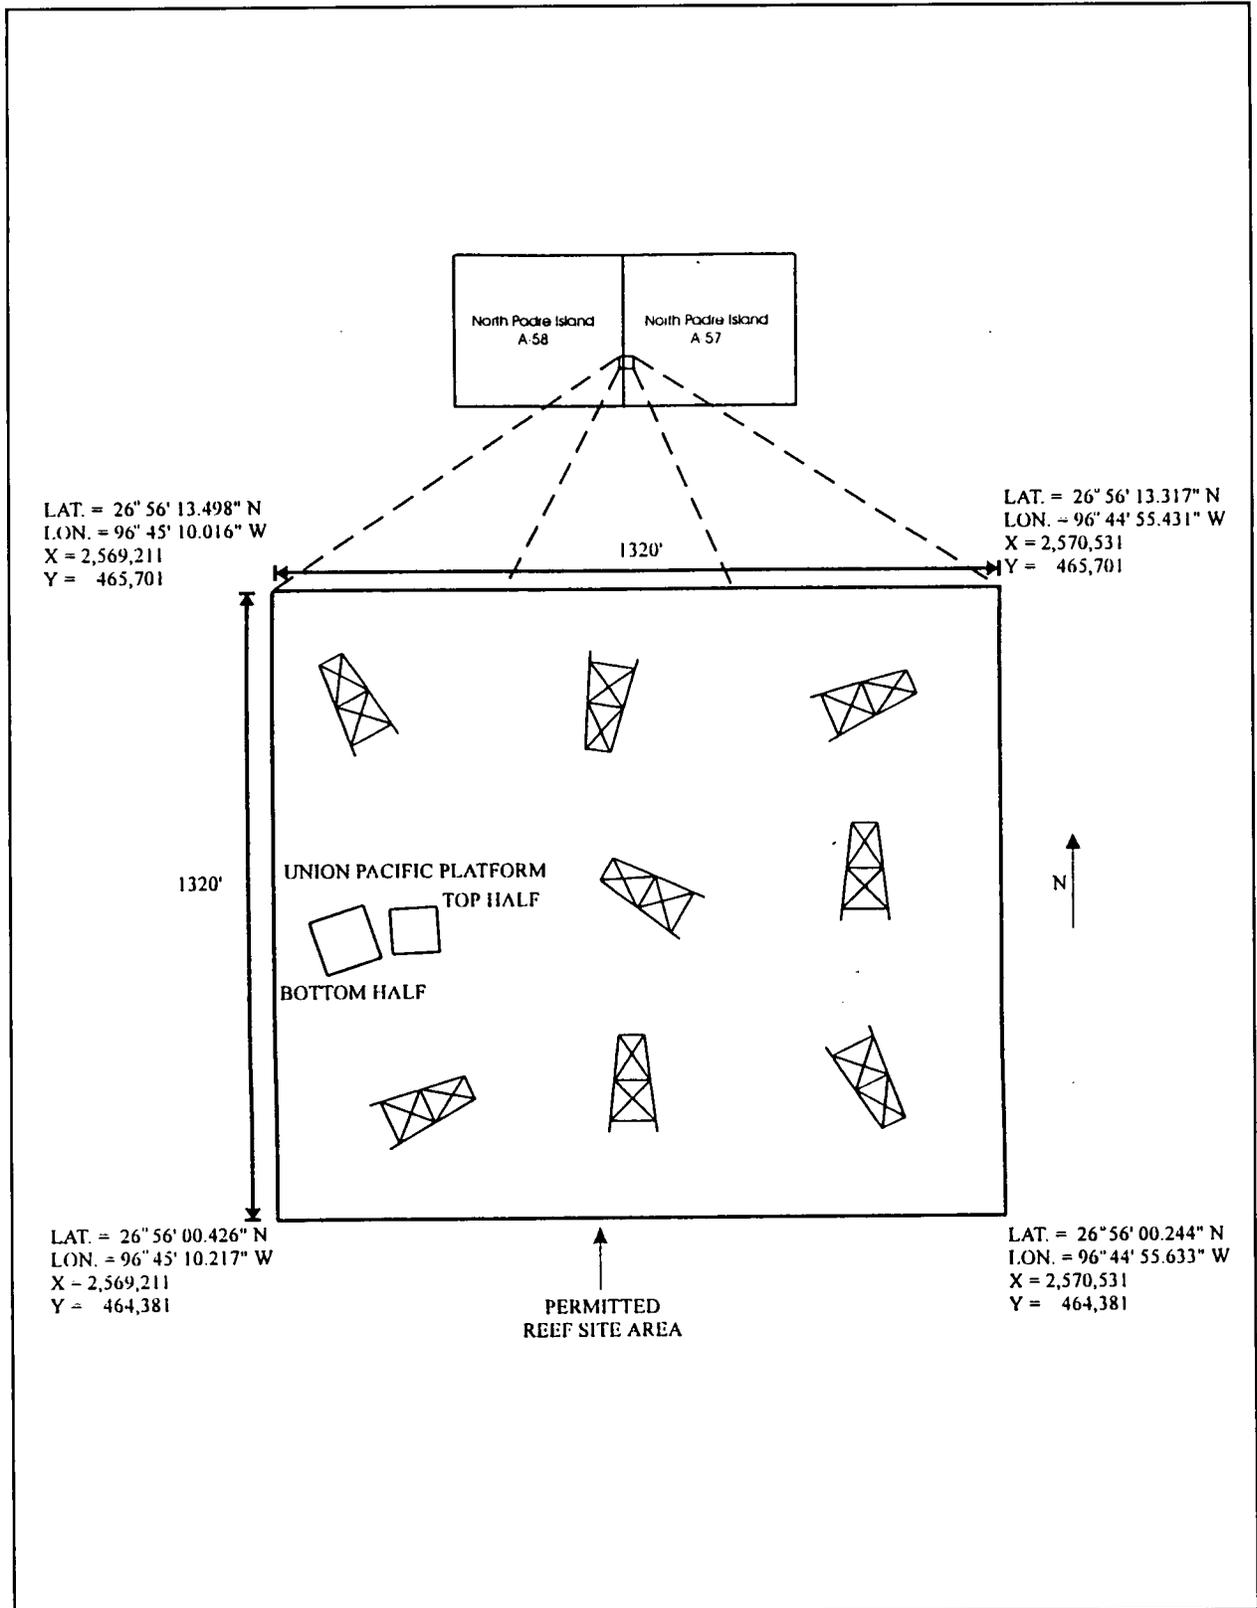 North Padre Island
A-58
North Padre Island
A 57
LAT. = 26" 56' 13.498" N
LON. = 96" 45' 10.016" W
X = 2,569,211
Y = 465,701
LAT. = 26" 56' 13.317" N
LON. = 96" 44' 55.431" W
X = 2,570,531
Y = 465,701
1320'
1320'
UNION PACIFIC PLATFORM
TOP HALF
BOTTOM HALF
N
LAT. = 26" 56' 00.426" N
LON. = 96" 45' 10.217" W
X = 2,569,211
Y = 464,381
LAT. = 26" 56' 00.244" N
LON. = 96" 44' 55.633" W
X = 2,570,531
Y = 464,381
PERMITTED
REEF SITE AREA